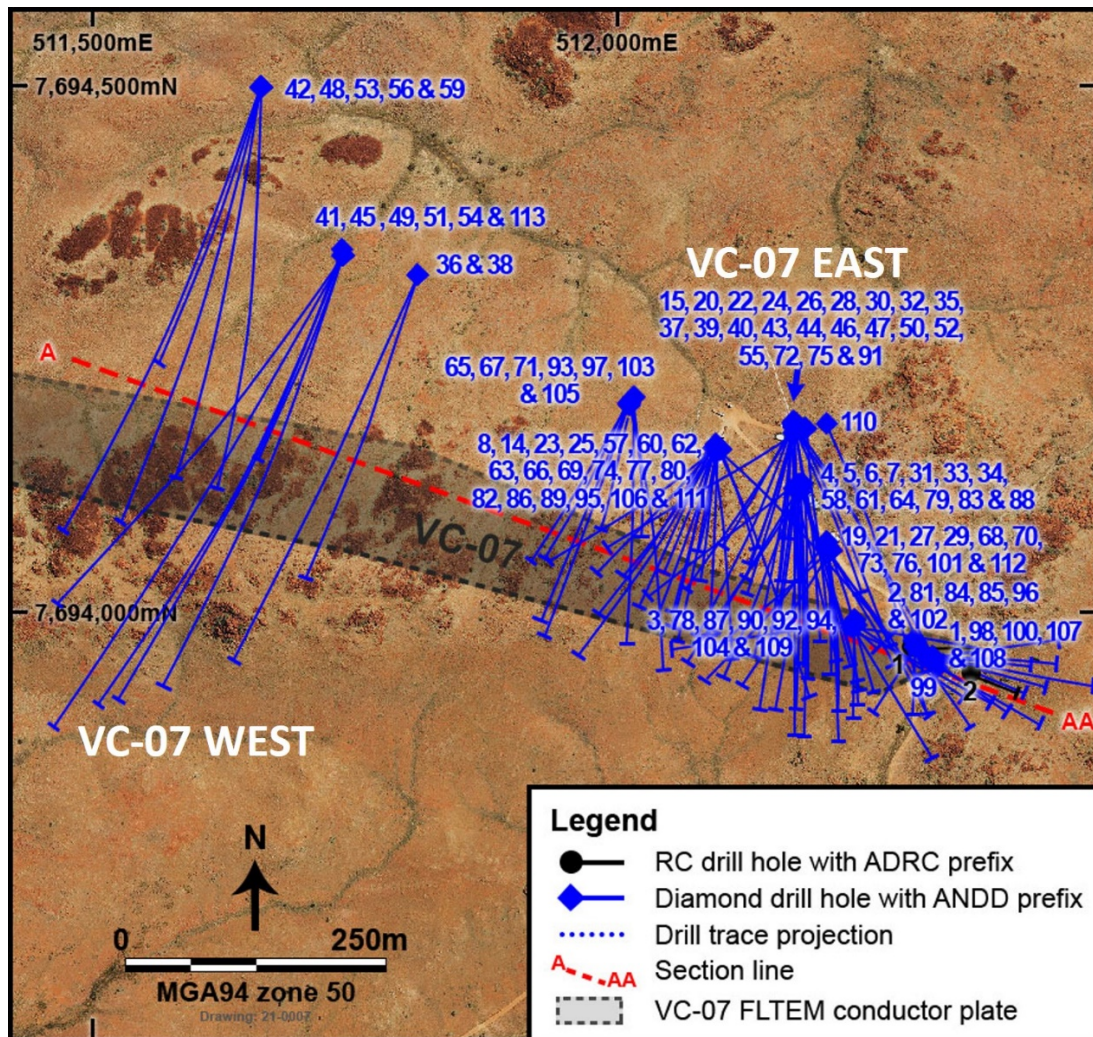 511,500mE
512,000mE
7,694,500mN
42, 48, 53, 56 & 59
41, 45 , 49, 51, 54 & 113
36 & 38
VC-07 EAST
15, 20, 22, 24, 26, 28, 30, 32, 35,
37, 39, 40, 43, 44, 46, 47, 50, 52,
55, 72, 75 & 91
A
65, 67, 71, 93, 97, 103
& 105
110
8, 14, 23, 25, 57, 60, 62,
63, 66, 69, 74, 77, 80,
82, 86, 89, 95, 106 & 111
4, 5, 6, 7, 31, 33, 34,
58, 61, 64, 79, 83 & 88
19, 21, 27, 29, 68, 70,
73, 76, 101 & 112
VC-07
2, 81, 84, 85, 96
& 102
7,694,000mN
3, 78, 87, 90, 92, 94,
104 & 109
1, 98, 100, 107
& 108
1
99
2
AA
VC-07 WEST
N
0 250m
MGA94 zone 50
Drawing: 21-0007
Legend
RC drill hole with ADRC prefix
Diamond drill hole with ANDD prefix
Drill trace projection
A AA Section line
VC-07 FLTEM conductor plate